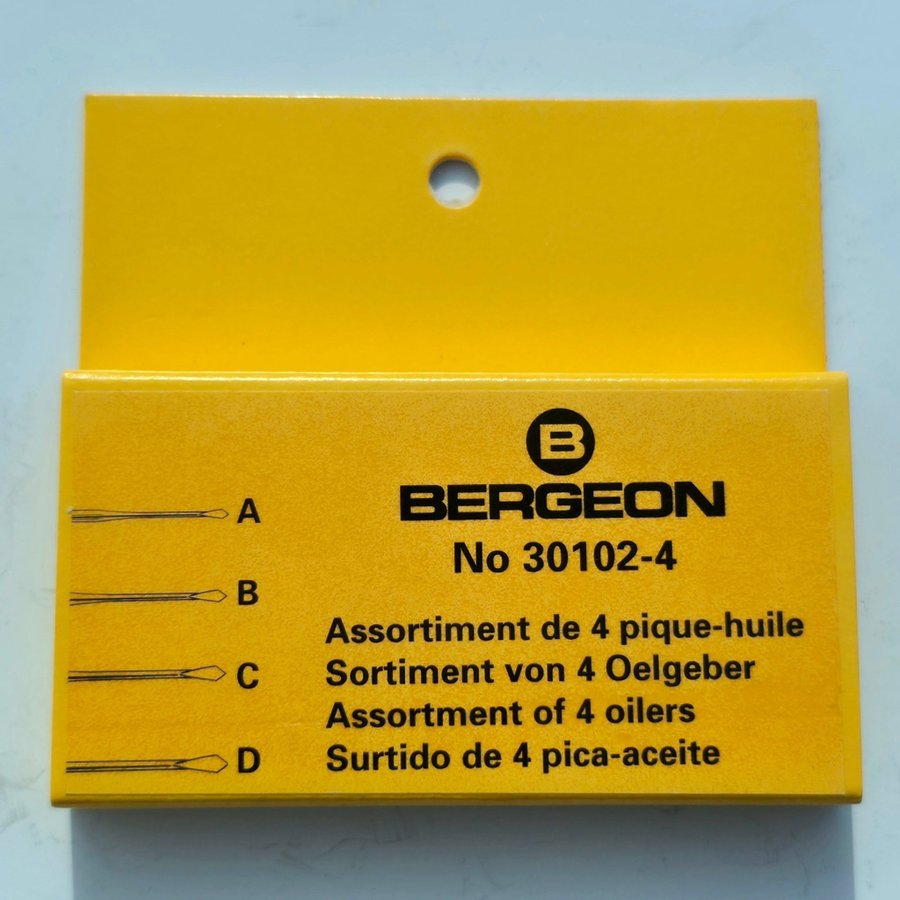 B
BERGEON
No 30102-4
A
B
C
D
Assortiment de 4 pique-huile
Sortiment von 4 Oelgeber
Assortment of 4 oilers
Surtido de 4 pica-aceite